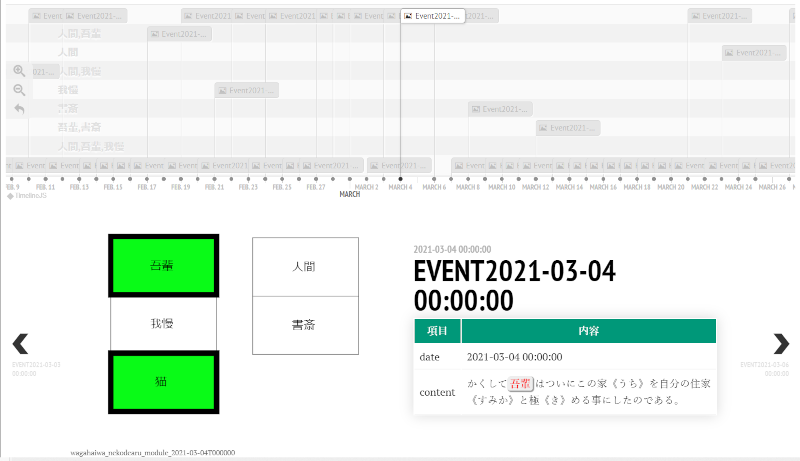 Event2021-
Event2021-...
Event2021-
Event2021-
Event2021-
Event2021-...
Event2021-...
Event2021-...
人間,吾輩
Event2021-...
人間
Event2021-...
021-...
人間,我慢
我慢
Event2021-...
書斎
Event2021-...
吾輩,書斎
Event2021-...
人間,吾輩,我慢
FEB. 9
FEB. 11
FEB. 13
FEB. 15
FEB. 17
FEB. 19
FEB. 21
FEB. 23
FEB. 25
FEB. 27
MARCH 2
MARCH 4
MARCH 6
MARCH 8
MARCH 10
MARCH 12
MARCH 14
MARCH 16
MARCH 18
MARCH 20
MARCH 22
MARCH 24
MARCH 26
MARCH
TimelineJS
吾輩
人間
我慢
書斎
猫
wagahaiwa_nekodearu_module_2021-03-04T000000
2021-03-04 00:00:00
EVENT2021-03-04
00:00:00
項目 内容
date 2021-03-04 00:00:00
content かくして吾輩はついにこの家《うち》を自分の住家
《すみか》と極《き》める事にしたのである。
00:00:00
00:00:00